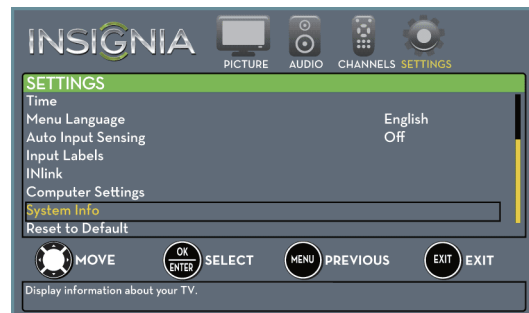 INSIGNIA
PICTURE AUDIO CHANNELS SETTINGS
SETTINGS
Time
Menu Language English
Auto Input Sensing Off
Input Labels
INlink
Computer Settings
System Info
Reset to Default
MOVE OK ENTER SELECT MENU PREVIOUS EXIT EXIT
Display information about your TV.